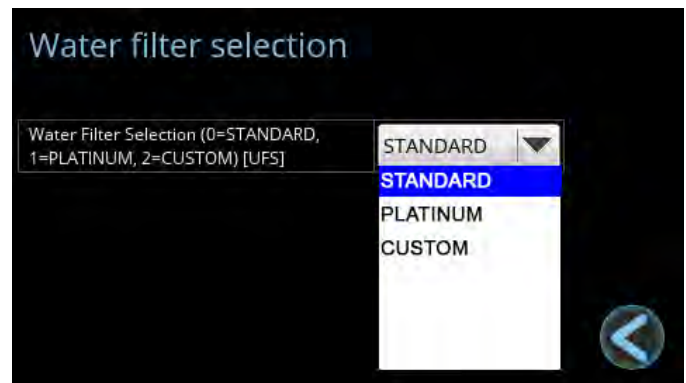 Water filter selection
Water Filter Selection (0=STANDARD,
1=PLATINUM, 2=CUSTOM) [UFS]
STANDARD
STANDARD
PLATINUM
CUSTOM